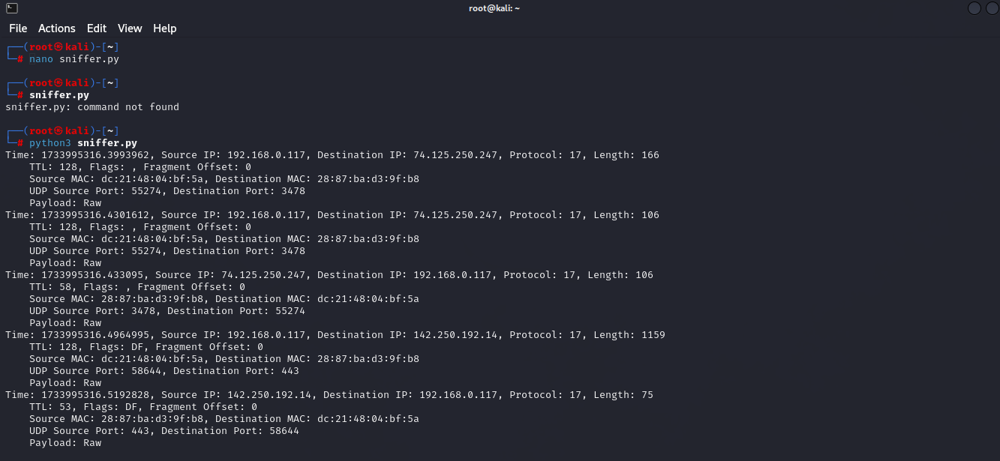 root@kali: ~
File Actions Edit View Help
┌──(root㉿kali)-[~]
└─# nano sniffer.py
┌──(root㉿kali)-[~]
└─# sniffer.py
sniffer.py: command not found
┌──(root㉿kali)-[~]
└─# python3 sniffer.py
Time: 1733995316.3993962, Source IP: 192.168.0.117, Destination IP: 74.125.250.247, Protocol: 17, Length: 166
    TTL: 128, Flags: , Fragment Offset: 0
    Source MAC: dc:21:48:04:bf:5a, Destination MAC: 28:87:ba:d3:9f:b8
    UDP Source Port: 55274, Destination Port: 3478
    Payload: Raw
Time: 1733995316.4301612, Source IP: 192.168.0.117, Destination IP: 74.125.250.247, Protocol: 17, Length: 106
    TTL: 128, Flags: , Fragment Offset: 0
    Source MAC: dc:21:48:04:bf:5a, Destination MAC: 28:87:ba:d3:9f:b8
    UDP Source Port: 55274, Destination Port: 3478
    Payload: Raw
Time: 1733995316.433095, Source IP: 74.125.250.247, Destination IP: 192.168.0.117, Protocol: 17, Length: 106
    TTL: 58, Flags: , Fragment Offset: 0
    Source MAC: 28:87:ba:d3:9f:b8, Destination MAC: dc:21:48:04:bf:5a
    UDP Source Port: 3478, Destination Port: 55274
    Payload: Raw
Time: 1733995316.4964995, Source IP: 192.168.0.117, Destination IP: 142.250.192.14, Protocol: 17, Length: 1159
    TTL: 128, Flags: DF, Fragment Offset: 0
    Source MAC: dc:21:48:04:bf:5a, Destination MAC: 28:87:ba:d3:9f:b8
    UDP Source Port: 58644, Destination Port: 443
    Payload: Raw
Time: 1733995316.5192828, Source IP: 142.250.192.14, Destination IP: 192.168.0.117, Protocol: 17, Length: 75
    TTL: 53, Flags: DF, Fragment Offset: 0
    Source MAC: 28:87:ba:d3:9f:b8, Destination MAC: dc:21:48:04:bf:5a
    UDP Source Port: 443, Destination Port: 58644
    Payload: Raw